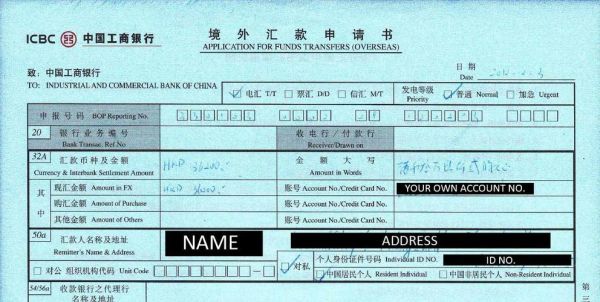 ICBC 中国工商银行
境外汇款申请书
APPLICATION FOR FUNDS TRANSFERS (OVERSEAS)
日期
Date
致：中国工商银行
TO: INDUSTRIAL AND COMMERCIAL BANK OF CHINA
电汇 T/T 票汇 D/D 信汇 M/T 发电等级 Priority 普通 Normal 加急 Urgent
申报号码 BOP Reporting No.
20 银行业务编号 Bank Transac. Ref.No 收电行/付款行 Receiver/Drawn on
32A 汇款币种及金额 Currency & Interbank Settlement Amount HKD 金额大写 Amount in Words
其中 现汇金额 Amount in FX HKD 账号 Account No./Credit Card No. YOUR OWN ACCOUNT NO.
购汇金额 Amount of Purchase 账号 Account No./Credit Card No.
其他金额 Amount of Others 账号 Account No./Credit Card No.
50a 汇款人名称及地址 Remitter's Name & Address NAME ADDRESS
个人身份证件号码 Individual ID NO. ID NO.
对公 组织机构代码 Unit Code 对私 中国居民个人 Resident Individual 中国非居民个人 Non-Resident Individual
54/56a 收款银行之代理行
名称及地址
第三